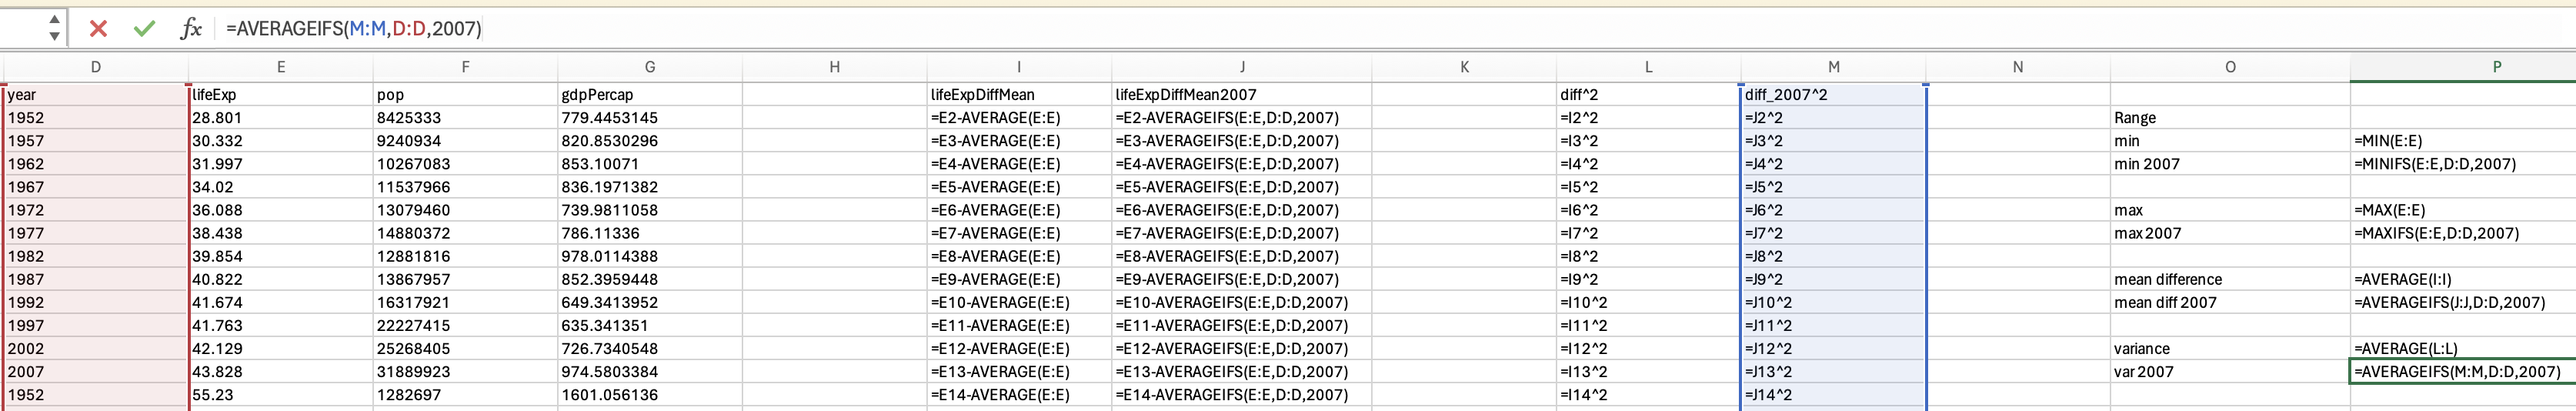 fx =AVERAGEIFS(M:M,D:D,2007)
D E F G H I J K L M N O P
year lifeExp pop gdpPercap lifeExpDiffMean lifeExpDiffMean2007 diff^2 diff_2007^2
1952 28.801 8425333 779.4453145 =E2-AVERAGE(E:E) =E2-AVERAGEIFS(E:E,D:D,2007) =I2^2 =J2^2 Range
1957 30.332 9240934 820.8530296 =E3-AVERAGE(E:E) =E3-AVERAGEIFS(E:E,D:D,2007) =I3^2 =J3^2 min =MIN(E:E)
1962 31.997 10267083 853.10071 =E4-AVERAGE(E:E) =E4-AVERAGEIFS(E:E,D:D,2007) =I4^2 =J4^2 min 2007 =MINIFS(E:E,D:D,2007)
1967 34.02 11537966 836.1971382 =E5-AVERAGE(E:E) =E5-AVERAGEIFS(E:E,D:D,2007) =I5^2 =J5^2
1972 36.088 13079460 739.9811058 =E6-AVERAGE(E:E) =E6-AVERAGEIFS(E:E,D:D,2007) =I6^2 =J6^2 max =MAX(E:E)
1977 38.438 14880372 786.11336 =E7-AVERAGE(E:E) =E7-AVERAGEIFS(E:E,D:D,2007) =I7^2 =J7^2 max 2007 =MAXIFS(E:E,D:D,2007)
1982 39.854 12881816 978.0114388 =E8-AVERAGE(E:E) =E8-AVERAGEIFS(E:E,D:D,2007) =I8^2 =J8^2
1987 40.822 13867957 852.3959448 =E9-AVERAGE(E:E) =E9-AVERAGEIFS(E:E,D:D,2007) =I9^2 =J9^2 mean difference =AVERAGE(I:I)
1992 41.674 16317921 649.3413952 =E10-AVERAGE(E:E) =E10-AVERAGEIFS(E:E,D:D,2007) =I10^2 =J10^2 mean diff 2007 =AVERAGEIFS(J:J,D:D,2007)
1997 41.763 22227415 635.341351 =E11-AVERAGE(E:E) =E11-AVERAGEIFS(E:E,D:D,2007) =I11^2 =J11^2
2002 42.129 25268405 726.7340548 =E12-AVERAGE(E:E) =E12-AVERAGEIFS(E:E,D:D,2007) =I12^2 =J12^2 variance =AVERAGE(L:L)
2007 43.828 31889923 974.5803384 =E13-AVERAGE(E:E) =E13-AVERAGEIFS(E:E,D:D,2007) =I13^2 =J13^2 var 2007 =AVERAGEIFS(M:M,D:D,2007)
1952 55.23 1282697 1601.056136 =E14-AVERAGE(E:E) =E14-AVERAGEIFS(E:E,D:D,2007) =I14^2 =J14^2